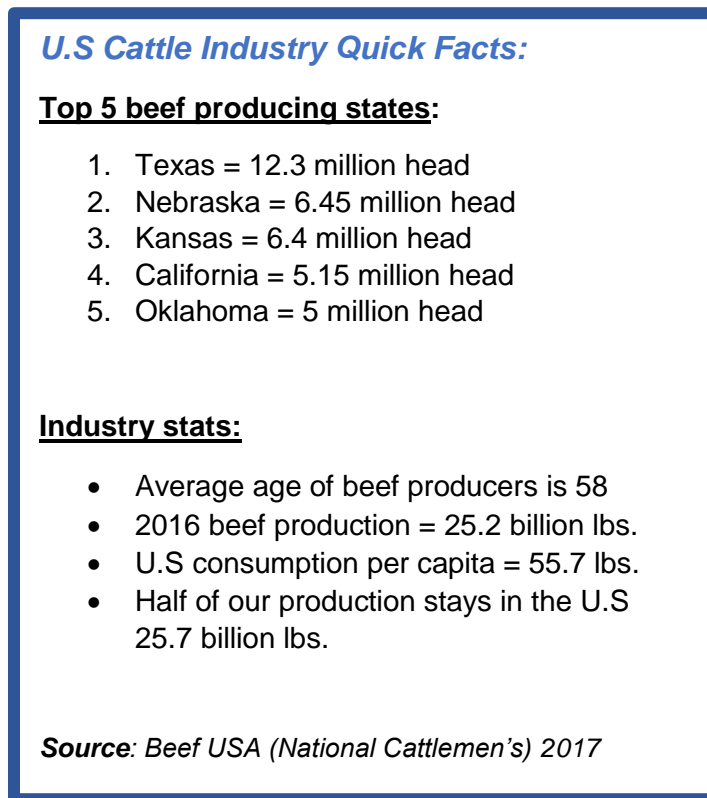 U.S Cattle Industry Quick Facts:
Top 5 beef producing states:
1. Texas = 12.3 million head
2. Nebraska = 6.45 million head
3. Kansas = 6.4 million head
4. California = 5.15 million head
5. Oklahoma = 5 million head
Industry stats:
• Average age of beef producers is 58
• 2016 beef production = 25.2 billion lbs.
• U.S consumption per capita = 55.7 lbs.
• Half of our production stays in the U.S
25.7 billion lbs.
Source: Beef USA (National Cattlemen’s) 2017